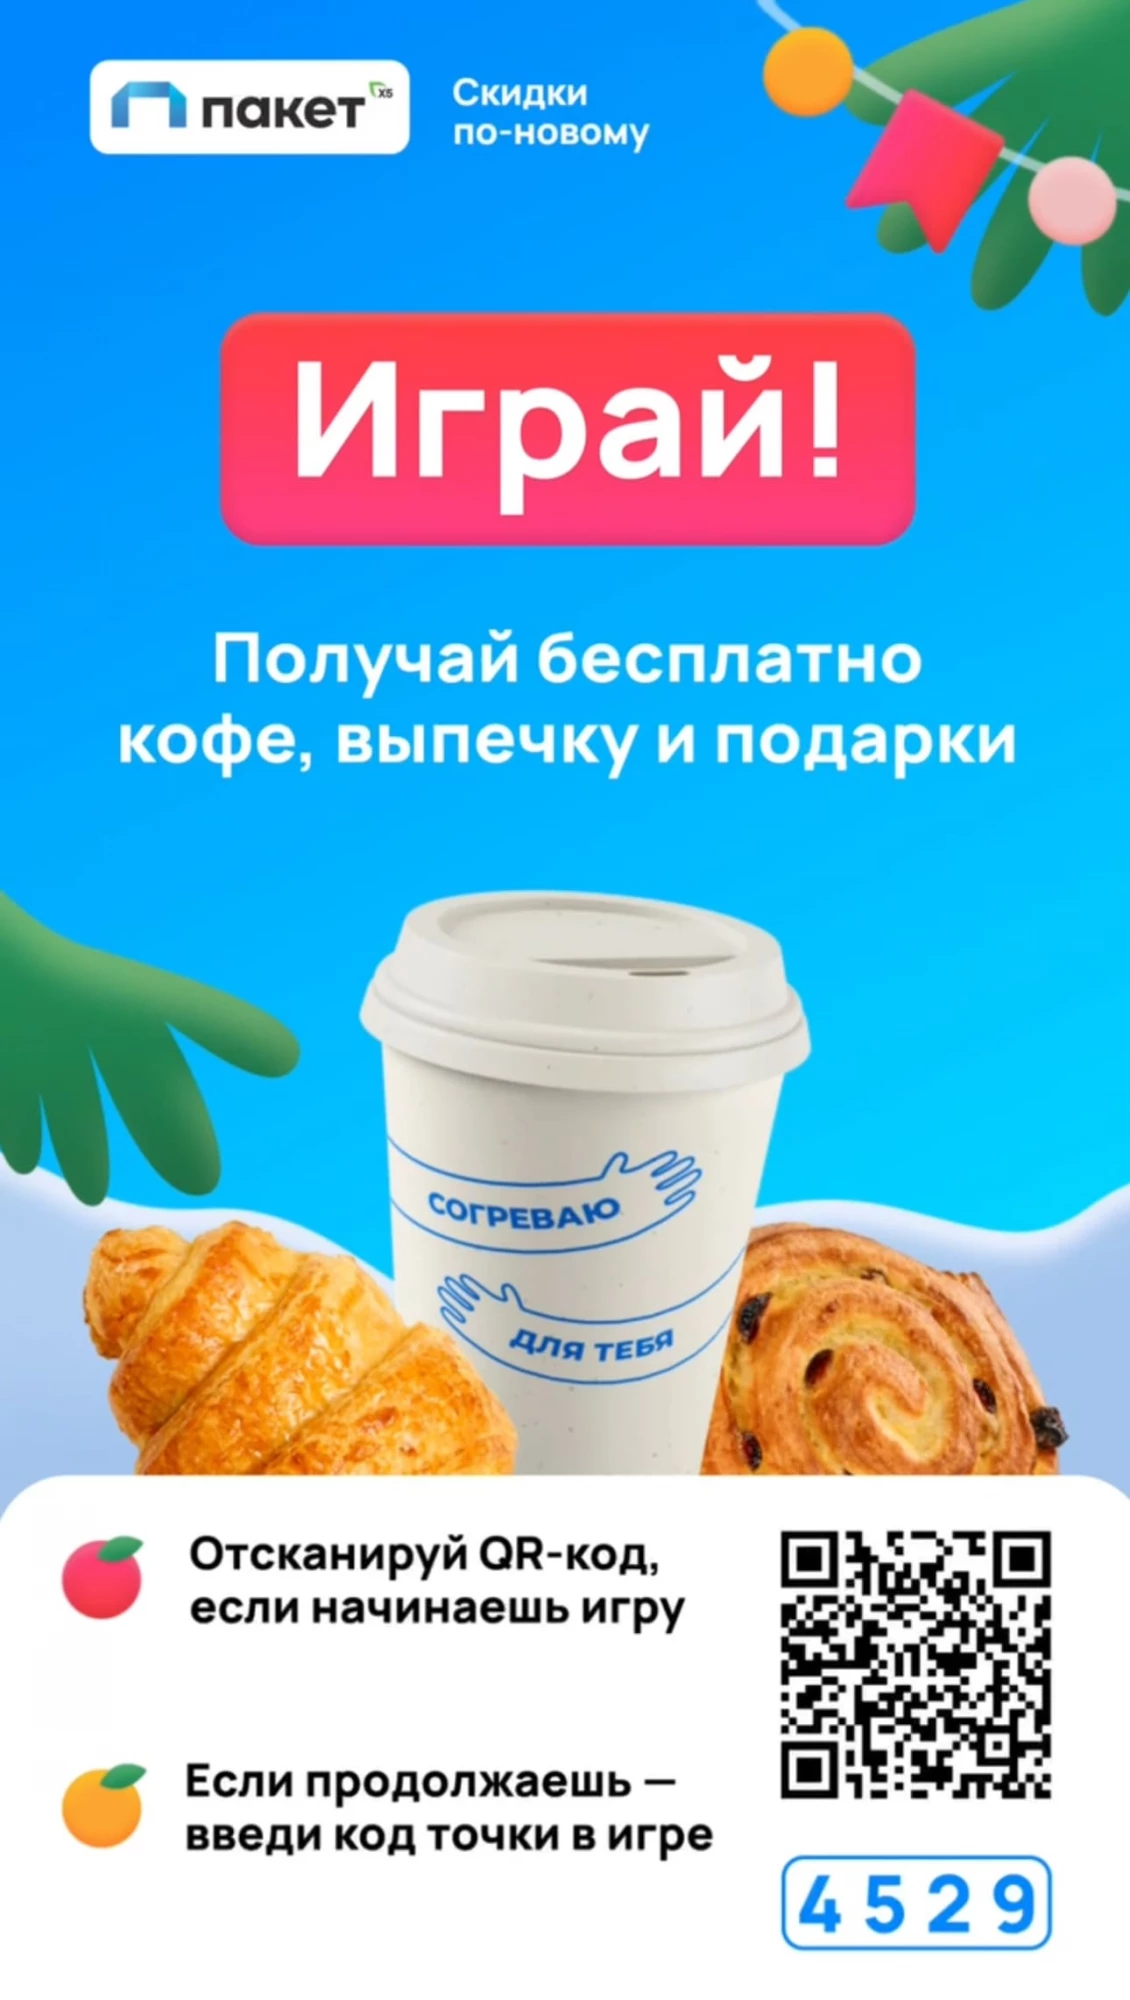 пакет X5
Скидки
по-новому
Играй!
Получай бесплатно
кофе, выпечку и подарки
СОГРЕВАЮ
ДЛЯ ТЕБЯ
Отсканируй QR-код,
если начинаешь игру
Если продолжаешь —
введи код точки в игре
4529